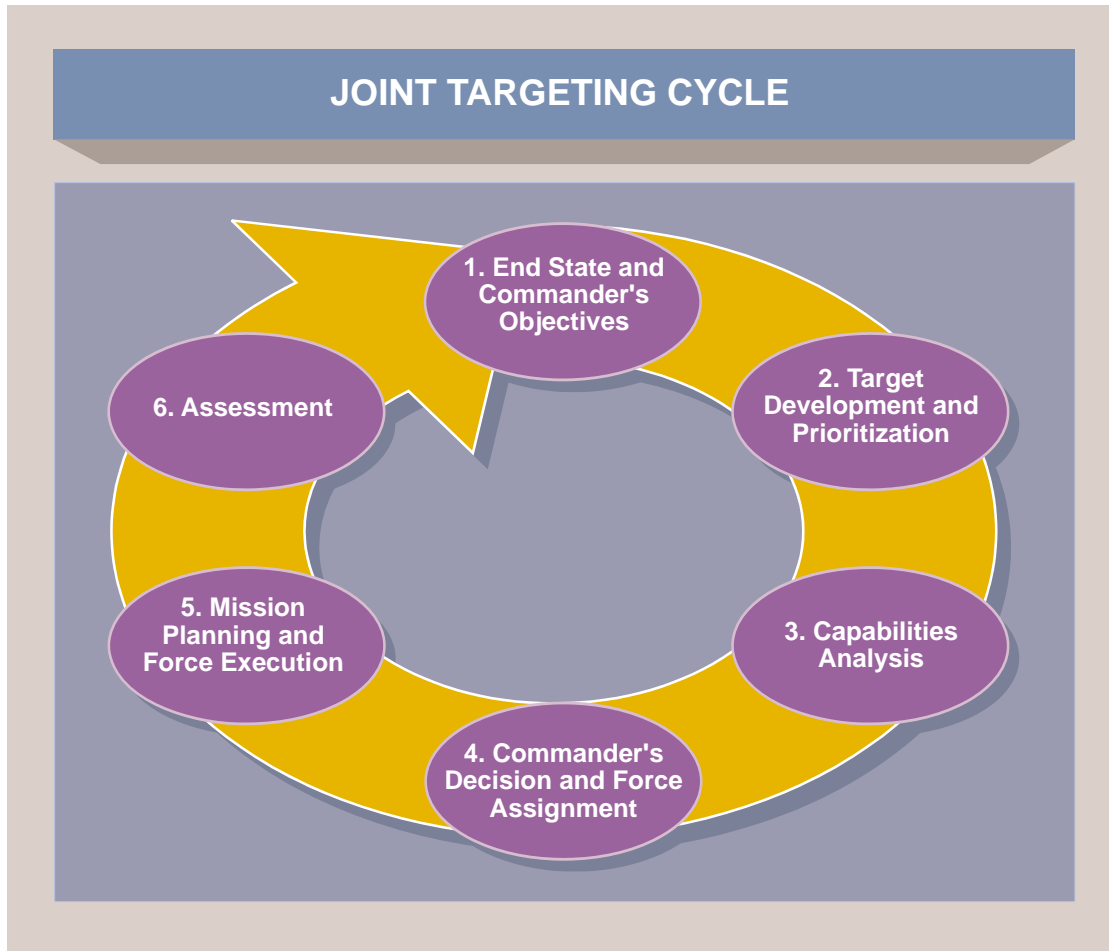 JOINT TARGETING CYCLE
1. End State and
Commander's
Objectives
2. Target
Development and
Prioritization
3. Capabilities
Analysis
4. Commander's
Decision and Force
Assignment
5. Mission
Planning and
Force Execution
6. Assessment